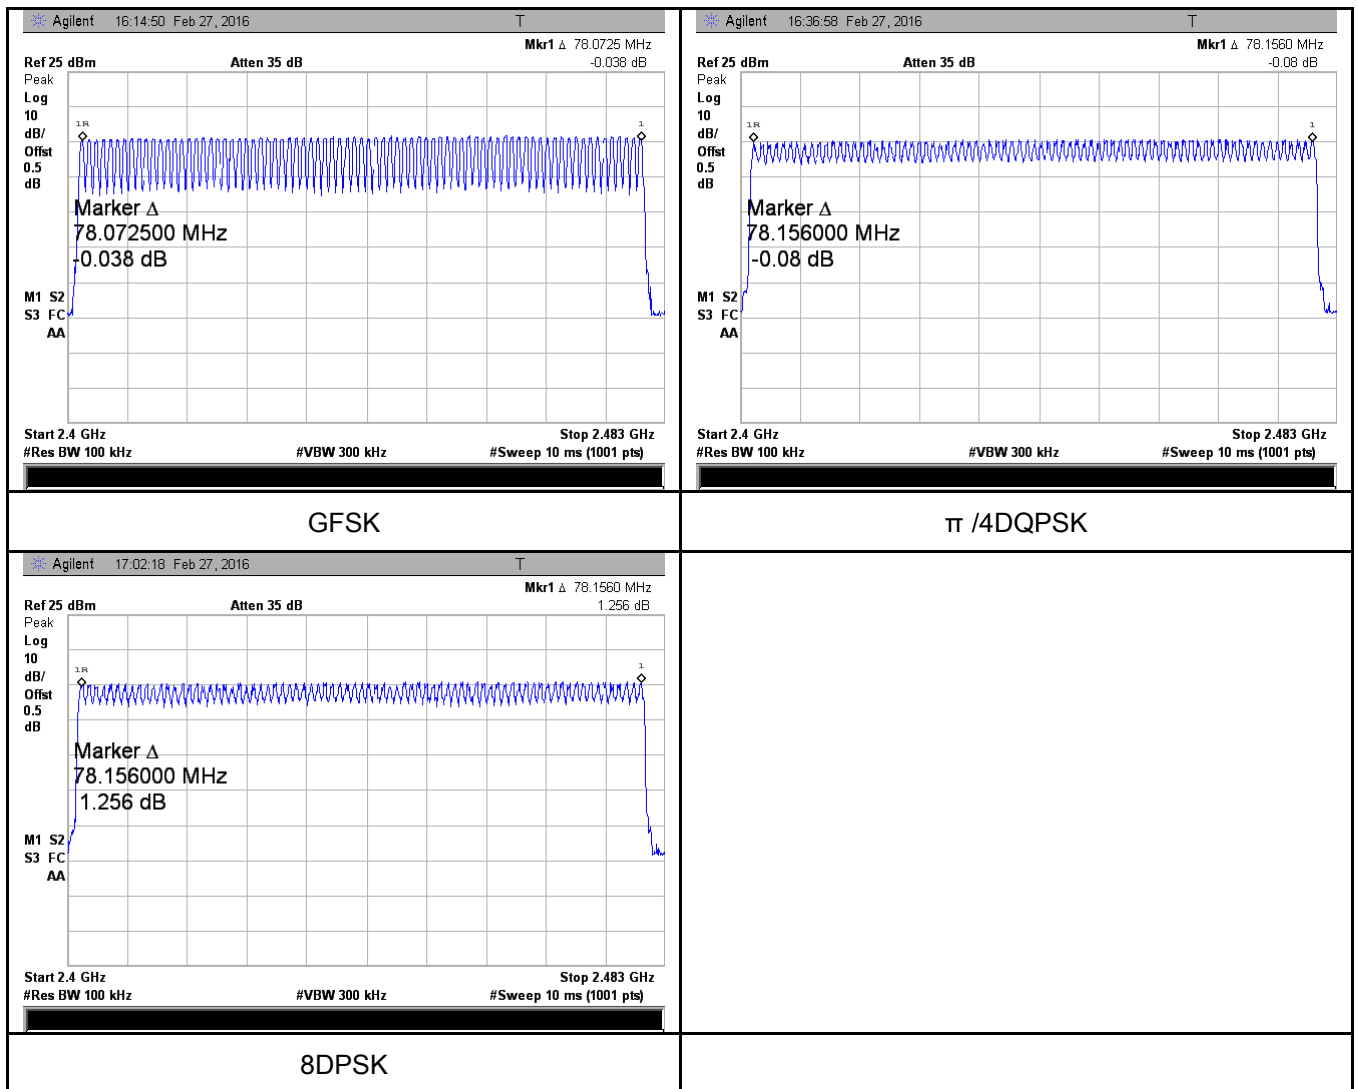 Agilent 16:14:50 Feb 27, 2016 T
Mkr1 Δ 78.0725 MHz
Ref 25 dBm Atten 35 dB -0.038 dB
Peak
Log
10
dB/
Offst
0.5
dB
1R 1
Marker Δ
78.072500 MHz
-0.038 dB
M1 S2
S3 FC
AA
Start 2.4 GHz Stop 2.483 GHz
#Res BW 100 kHz #VBW 300 kHz #Sweep 10 ms (1001 pts)
GFSK
Agilent 16:36:58 Feb 27, 2016 T
Mkr1 Δ 78.1560 MHz
Ref 25 dBm Atten 35 dB -0.08 dB
Peak
Log
10
dB/
Offst
0.5
dB
1R 1
Marker Δ
78.156000 MHz
-0.08 dB
M1 S2
S3 FC
AA
Start 2.4 GHz Stop 2.483 GHz
#Res BW 100 kHz #VBW 300 kHz #Sweep 10 ms (1001 pts)
π /4DQPSK
Agilent 17:02:18 Feb 27, 2016 T
Mkr1 Δ 78.1560 MHz
Ref 25 dBm Atten 35 dB 1.256 dB
Peak
Log
10
dB/
Offst
0.5
dB
1R 1
Marker Δ
78.156000 MHz
1.256 dB
M1 S2
S3 FC
AA
Start 2.4 GHz Stop 2.483 GHz
#Res BW 100 kHz #VBW 300 kHz #Sweep 10 ms (1001 pts)
8DPSK